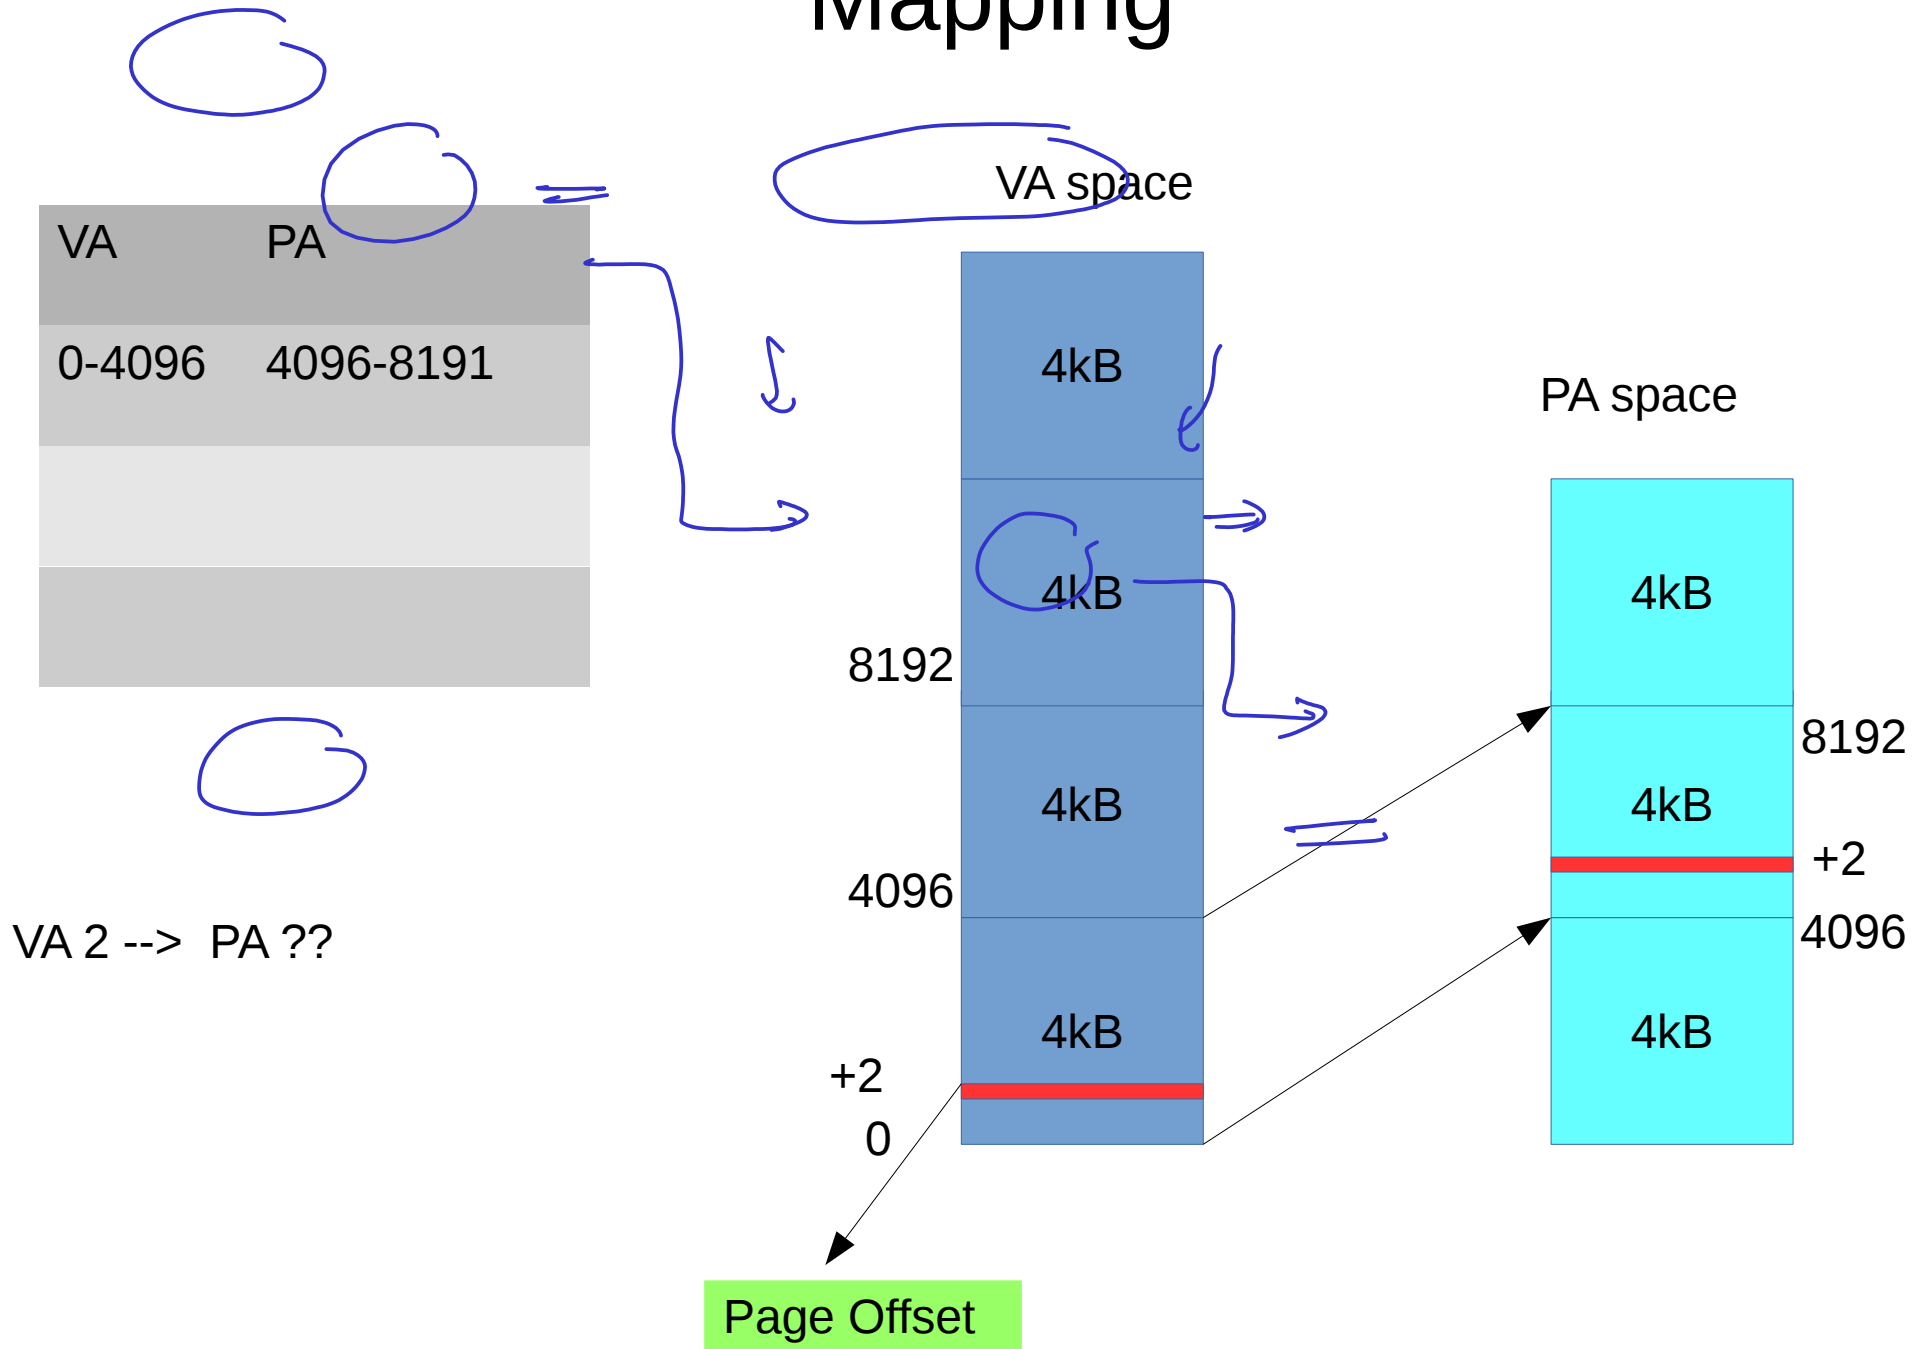 Mapping
VA space
VA PA
0-4096 4096-8191
4kB
PA space
4kB
4kB
8192
8192
4kB
4kB
+2
4096
4096
VA 2 --> PA ??
4kB
4kB
+2
0
Page Offset